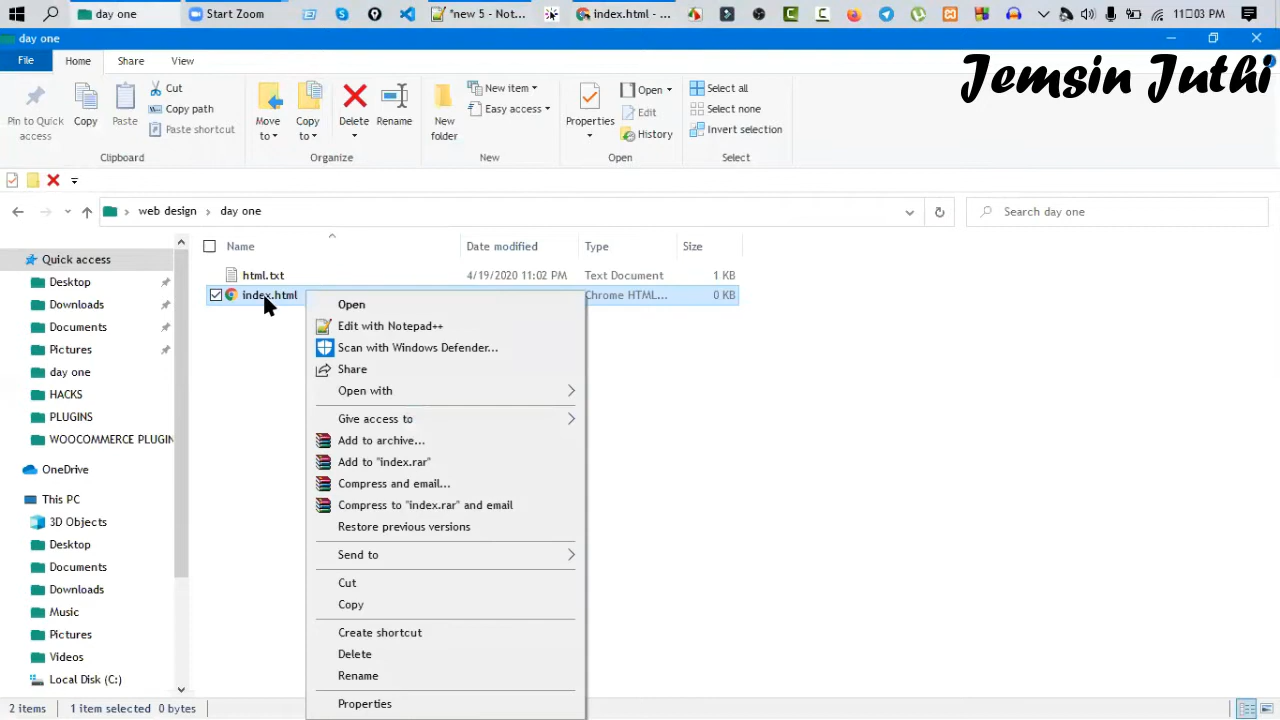 day one
Start Zoom
*new 5 - Not...
index.html - ...
11:03 PM
day one
File
Home
Share
View
Jemsin Juthi
Pin to Quick access
Copy
Paste
Cut
Copy path
Paste shortcut
Clipboard
Move to
Copy to
Delete
Rename
Organize
New folder
New item
Easy access
New
Properties
Open
Edit
History
Open
Select all
Select none
Invert selection
Select
web design
day one
Search day one
Name
Date modified
Type
Size
Quick access
Desktop
Downloads
Documents
Pictures
day one
HACKS
PLUGINS
WOOCOMMERCE PLUGIN
OneDrive
This PC
3D Objects
Desktop
Documents
Downloads
Music
Pictures
Videos
Local Disk (C:)
html.txt 4/19/2020 11:02 PM Text Document 1 KB
index.html Chrome HTML... 0 KB
Open
Edit with Notepad++
Scan with Windows Defender...
Share
Open with
Give access to
Add to archive...
Add to "index.rar"
Compress and email...
Compress to "index.rar" and email
Restore previous versions
Send to
Cut
Copy
Create shortcut
Delete
Rename
Properties
2 items
1 item selected 0 bytes